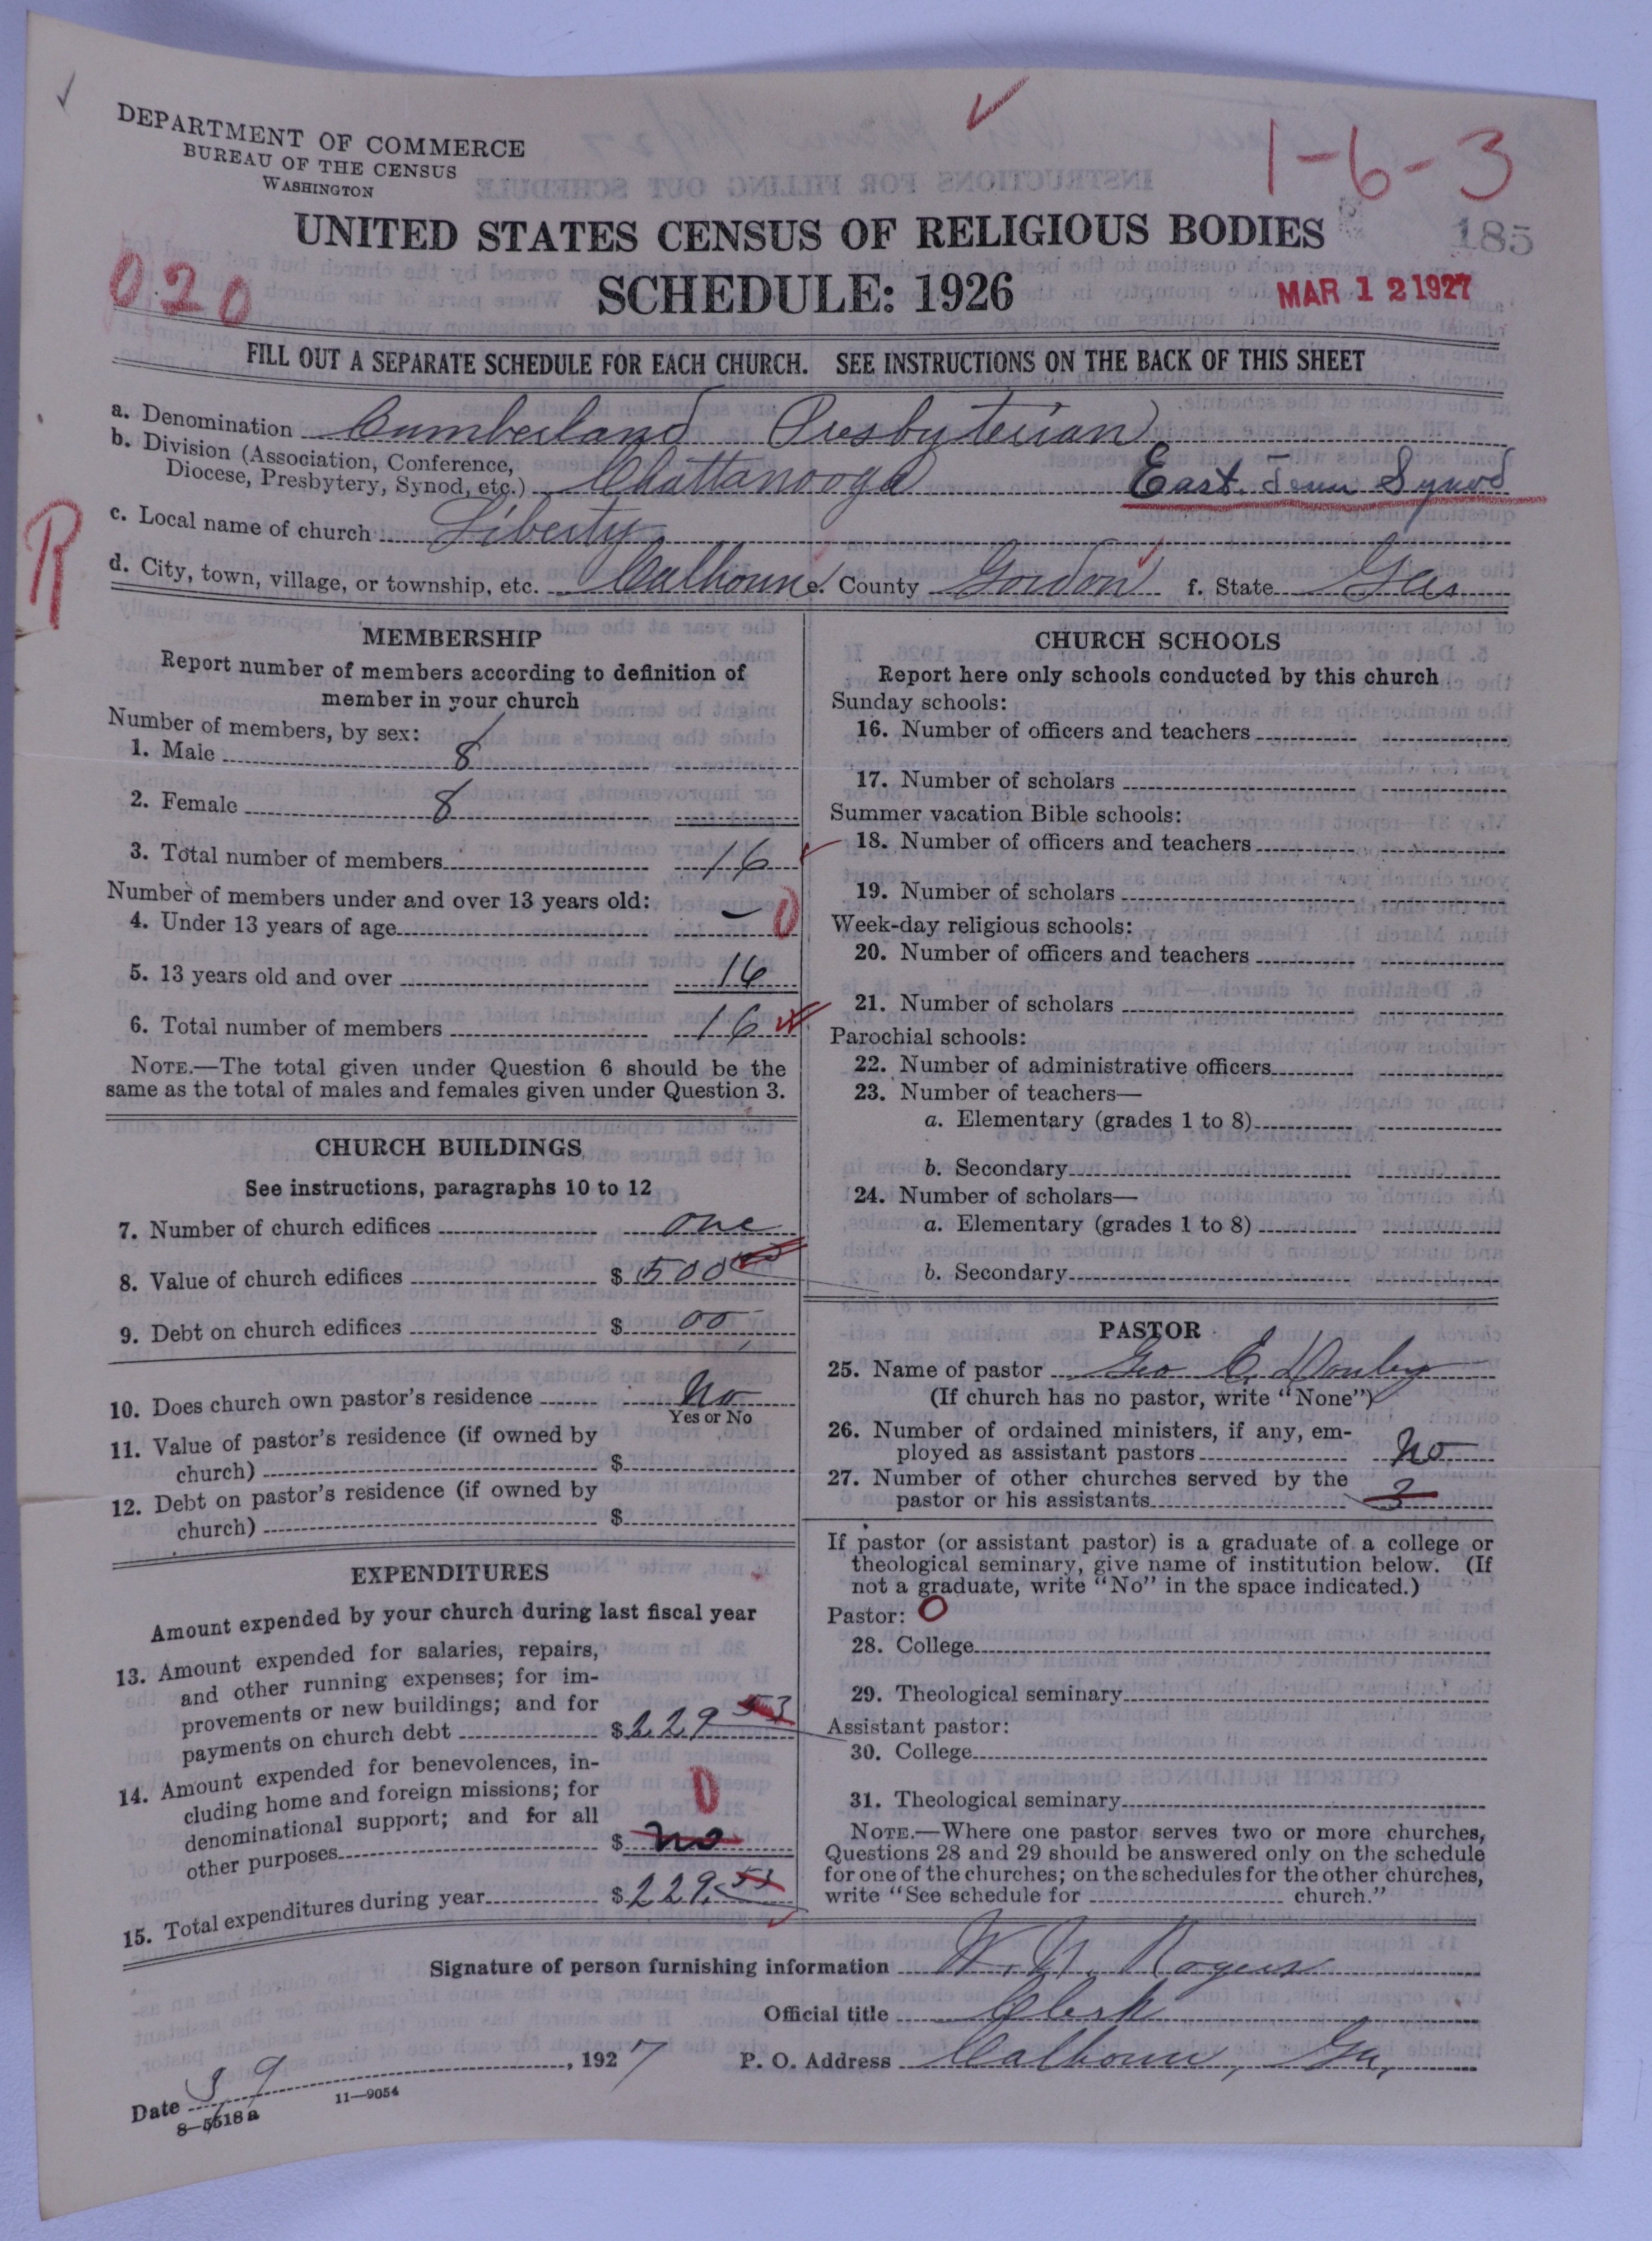 DEPARTMENT OF COMMERCE
BUREAU OF THE CENSUS
WASHINGTON
1-6-3
185
UNITED STATES CENSUS OF RELIGIOUS BODIES
020
SCHEDULE: 1926
MAR 12 1927
FILL OUT A SEPARATE SCHEDULE FOR EACH CHURCH. SEE INSTRUCTIONS ON THE BACK OF THIS SHEET
a. Denomination Cumberland Presbyterian
b. Division (Association, Conference,
Diocese, Presbytery, Synod, etc.) Chattanooga East. Tenn Synod
R
c. Local name of church Liberty
d. City, town, village, or township, etc. Calhoun e. County Gordon f. State Ga
MEMBERSHIP
Report number of members according to definition of
member in your church
Number of members, by sex:
1. Male 8
2. Female 8
3. Total number of members 16
Number of members under and over 13 years old:
4. Under 13 years of age – 0
5. 13 years old and over 16
6. Total number of members 16
NOTE.—The total given under Question 6 should be the
same as the total of males and females given under Question 3.
CHURCH BUILDINGS
See instructions, paragraphs 10 to 12
7. Number of church edifices one
8. Value of church edifices $ 500 00
9. Debt on church edifices $ 00
10. Does church own pastor's residence No
Yes or No
11. Value of pastor's residence (if owned by
church) $
12. Debt on pastor's residence (if owned by
church) $
EXPENDITURES
Amount expended by your church during last fiscal year
13. Amount expended for salaries, repairs,
and other running expenses; for im-
provements or new buildings; and for
payments on church debt $ 229 53
14. Amount expended for benevolences, in-
cluding home and foreign missions; for
denominational support; and for all
other purposes $ no 0
15. Total expenditures during year $ 229.53
CHURCH SCHOOLS
Report here only schools conducted by this church
Sunday schools:
16. Number of officers and teachers
17. Number of scholars
Summer vacation Bible schools:
18. Number of officers and teachers
19. Number of scholars
Week-day religious schools:
20. Number of officers and teachers
21. Number of scholars
Parochial schools:
22. Number of administrative officers
23. Number of teachers—
a. Elementary (grades 1 to 8)
b. Secondary
24. Number of scholars—
a. Elementary (grades 1 to 8)
b. Secondary
PASTOR
25. Name of pastor Geo E.
(If church has no pastor, write "None")
26. Number of ordained ministers, if any, em-
ployed as assistant pastors No
27. Number of other churches served by the
pastor or his assistants 3
If pastor (or assistant pastor) is a graduate of a college or
theological seminary, give name of institution below. (If
not a graduate, write "No" in the space indicated.)
Pastor: O
28. College
29. Theological seminary
Assistant pastor:
30. College
31. Theological seminary
NOTE.—Where one pastor serves two or more churches,
Questions 28 and 29 should be answered only on the schedule
for one of the churches; on the schedules for the other churches,
write "See schedule for church."
Signature of person furnishing information W. N. Rogers
Official title Clerk
Date 3/9, 1927 P. O. Address Calhoun, Ga,
8-5518a 11-9054